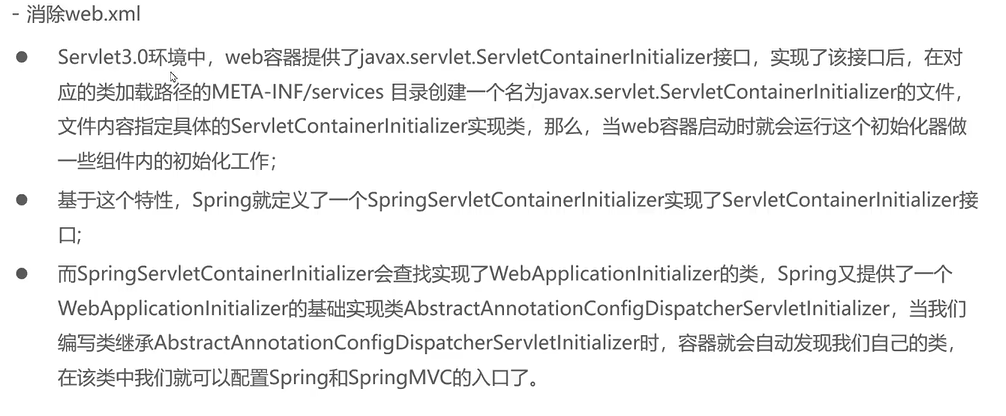 - 消除web.xml
● Servlet3.0环境中，web容器提供了javax.servlet.ServletContainerInitializer接口，实现了该接口后，在对
应的类加载路径的META-INF/services 目录创建一个名为javax.servlet.ServletContainerInitializer的文件，
文件内容指定具体的ServletContainerInitializer实现类，那么，当web容器启动时就会运行这个初始化器做
一些组件内的初始化工作；
● 基于这个特性，Spring就定义了一个SpringServletContainerInitializer实现了ServletContainerInitializer接
口;
● 而SpringServletContainerInitializer会查找实现了WebApplicationInitializer的类，Spring又提供了一个
WebApplicationInitializer的基础实现类AbstractAnnotationConfigDispatcherServletInitializer，当我们
编写类继承AbstractAnnotationConfigDispatcherServletInitializer时，容器就会自动发现我们自己的类，
在该类中我们就可以配置Spring和SpringMVC的入口了。